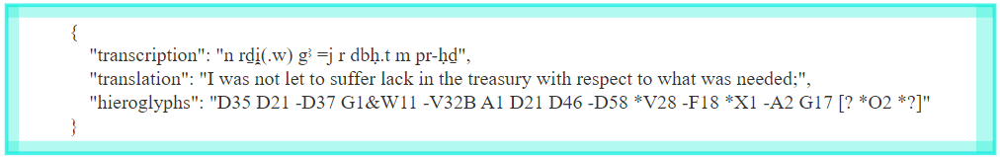 {
"transcription": "n rḏi̯(.w) gꜣ =j r dbḥ.t m pr-ḥḏ",
"translation": "I was not let to suffer lack in the treasury with respect to what was needed;",
"hieroglyphs": "D35 D21 -D37 G1&W11 -V32B A1 D21 D46 -D58 *V28 -F18 *X1 -A2 G17 [? *O2 *?]"
}